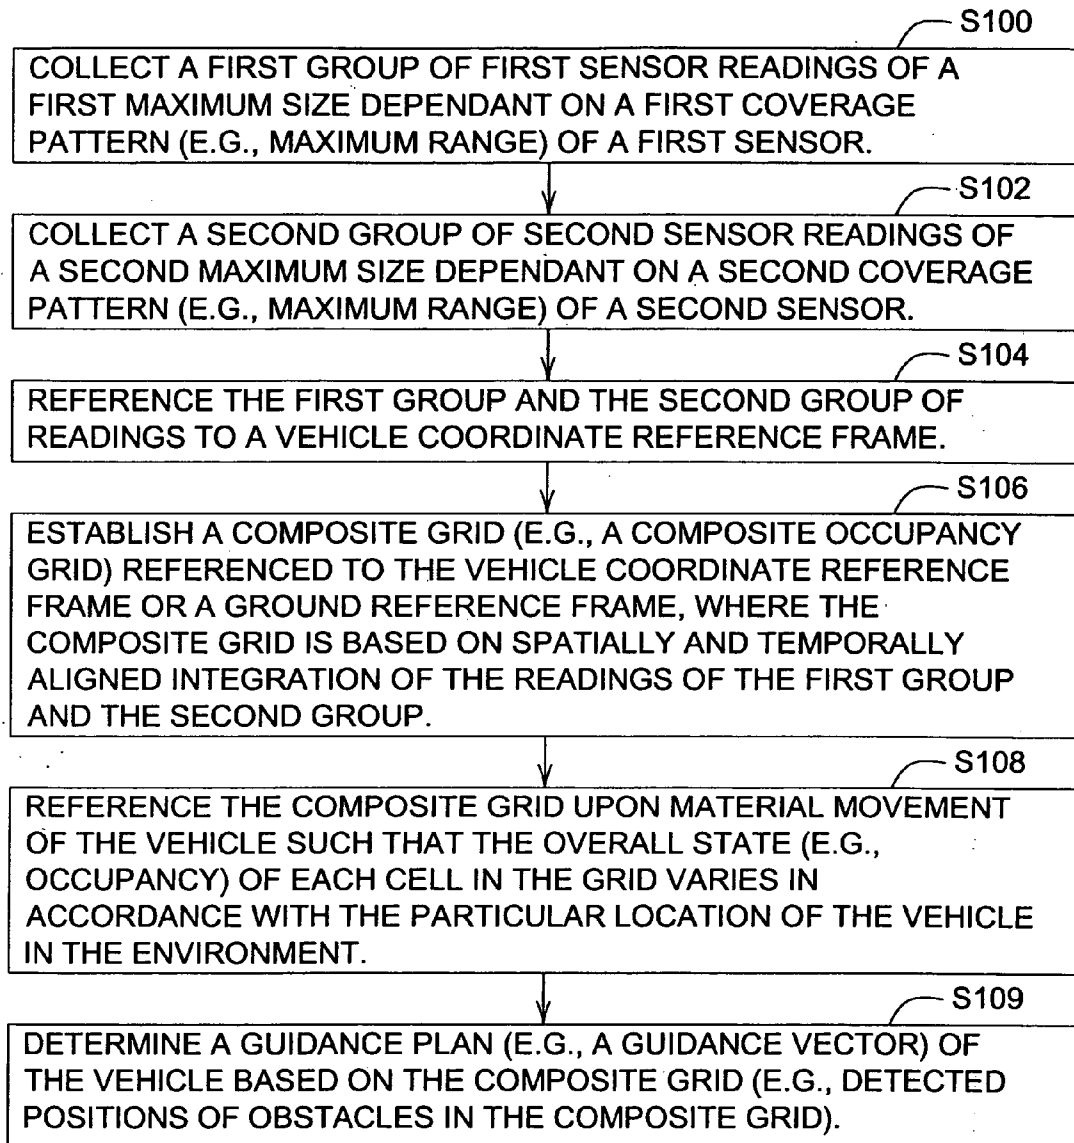 S100
COLLECT A FIRST GROUP OF FIRST SENSOR READINGS OF A
FIRST MAXIMUM SIZE DEPENDANT ON A FIRST COVERAGE
PATTERN (E.G., MAXIMUM RANGE) OF A FIRST SENSOR.
S102
COLLECT A SECOND GROUP OF SECOND SENSOR READINGS OF
A SECOND MAXIMUM SIZE DEPENDANT ON A SECOND COVERAGE
PATTERN (E.G., MAXIMUM RANGE) OF A SECOND SENSOR.
S104
REFERENCE THE FIRST GROUP AND THE SECOND GROUP OF
READINGS TO A VEHICLE COORDINATE REFERENCE FRAME.
S106
ESTABLISH A COMPOSITE GRID (E.G., A COMPOSITE OCCUPANCY
GRID) REFERENCED TO THE VEHICLE COORDINATE REFERENCE
FRAME OR A GROUND REFERENCE FRAME, WHERE THE
COMPOSITE GRID IS BASED ON SPATIALLY AND TEMPORALLY
ALIGNED INTEGRATION OF THE READINGS OF THE FIRST GROUP
AND THE SECOND GROUP.
S108
REFERENCE THE COMPOSITE GRID UPON MATERIAL MOVEMENT
OF THE VEHICLE SUCH THAT THE OVERALL STATE (E.G.,
OCCUPANCY) OF EACH CELL IN THE GRID VARIES IN
ACCORDANCE WITH THE PARTICULAR LOCATION OF THE VEHICLE
IN THE ENVIRONMENT.
S109
DETERMINE A GUIDANCE PLAN (E.G., A GUIDANCE VECTOR) OF
THE VEHICLE BASED ON THE COMPOSITE GRID (E.G., DETECTED
POSITIONS OF OBSTACLES IN THE COMPOSITE GRID).